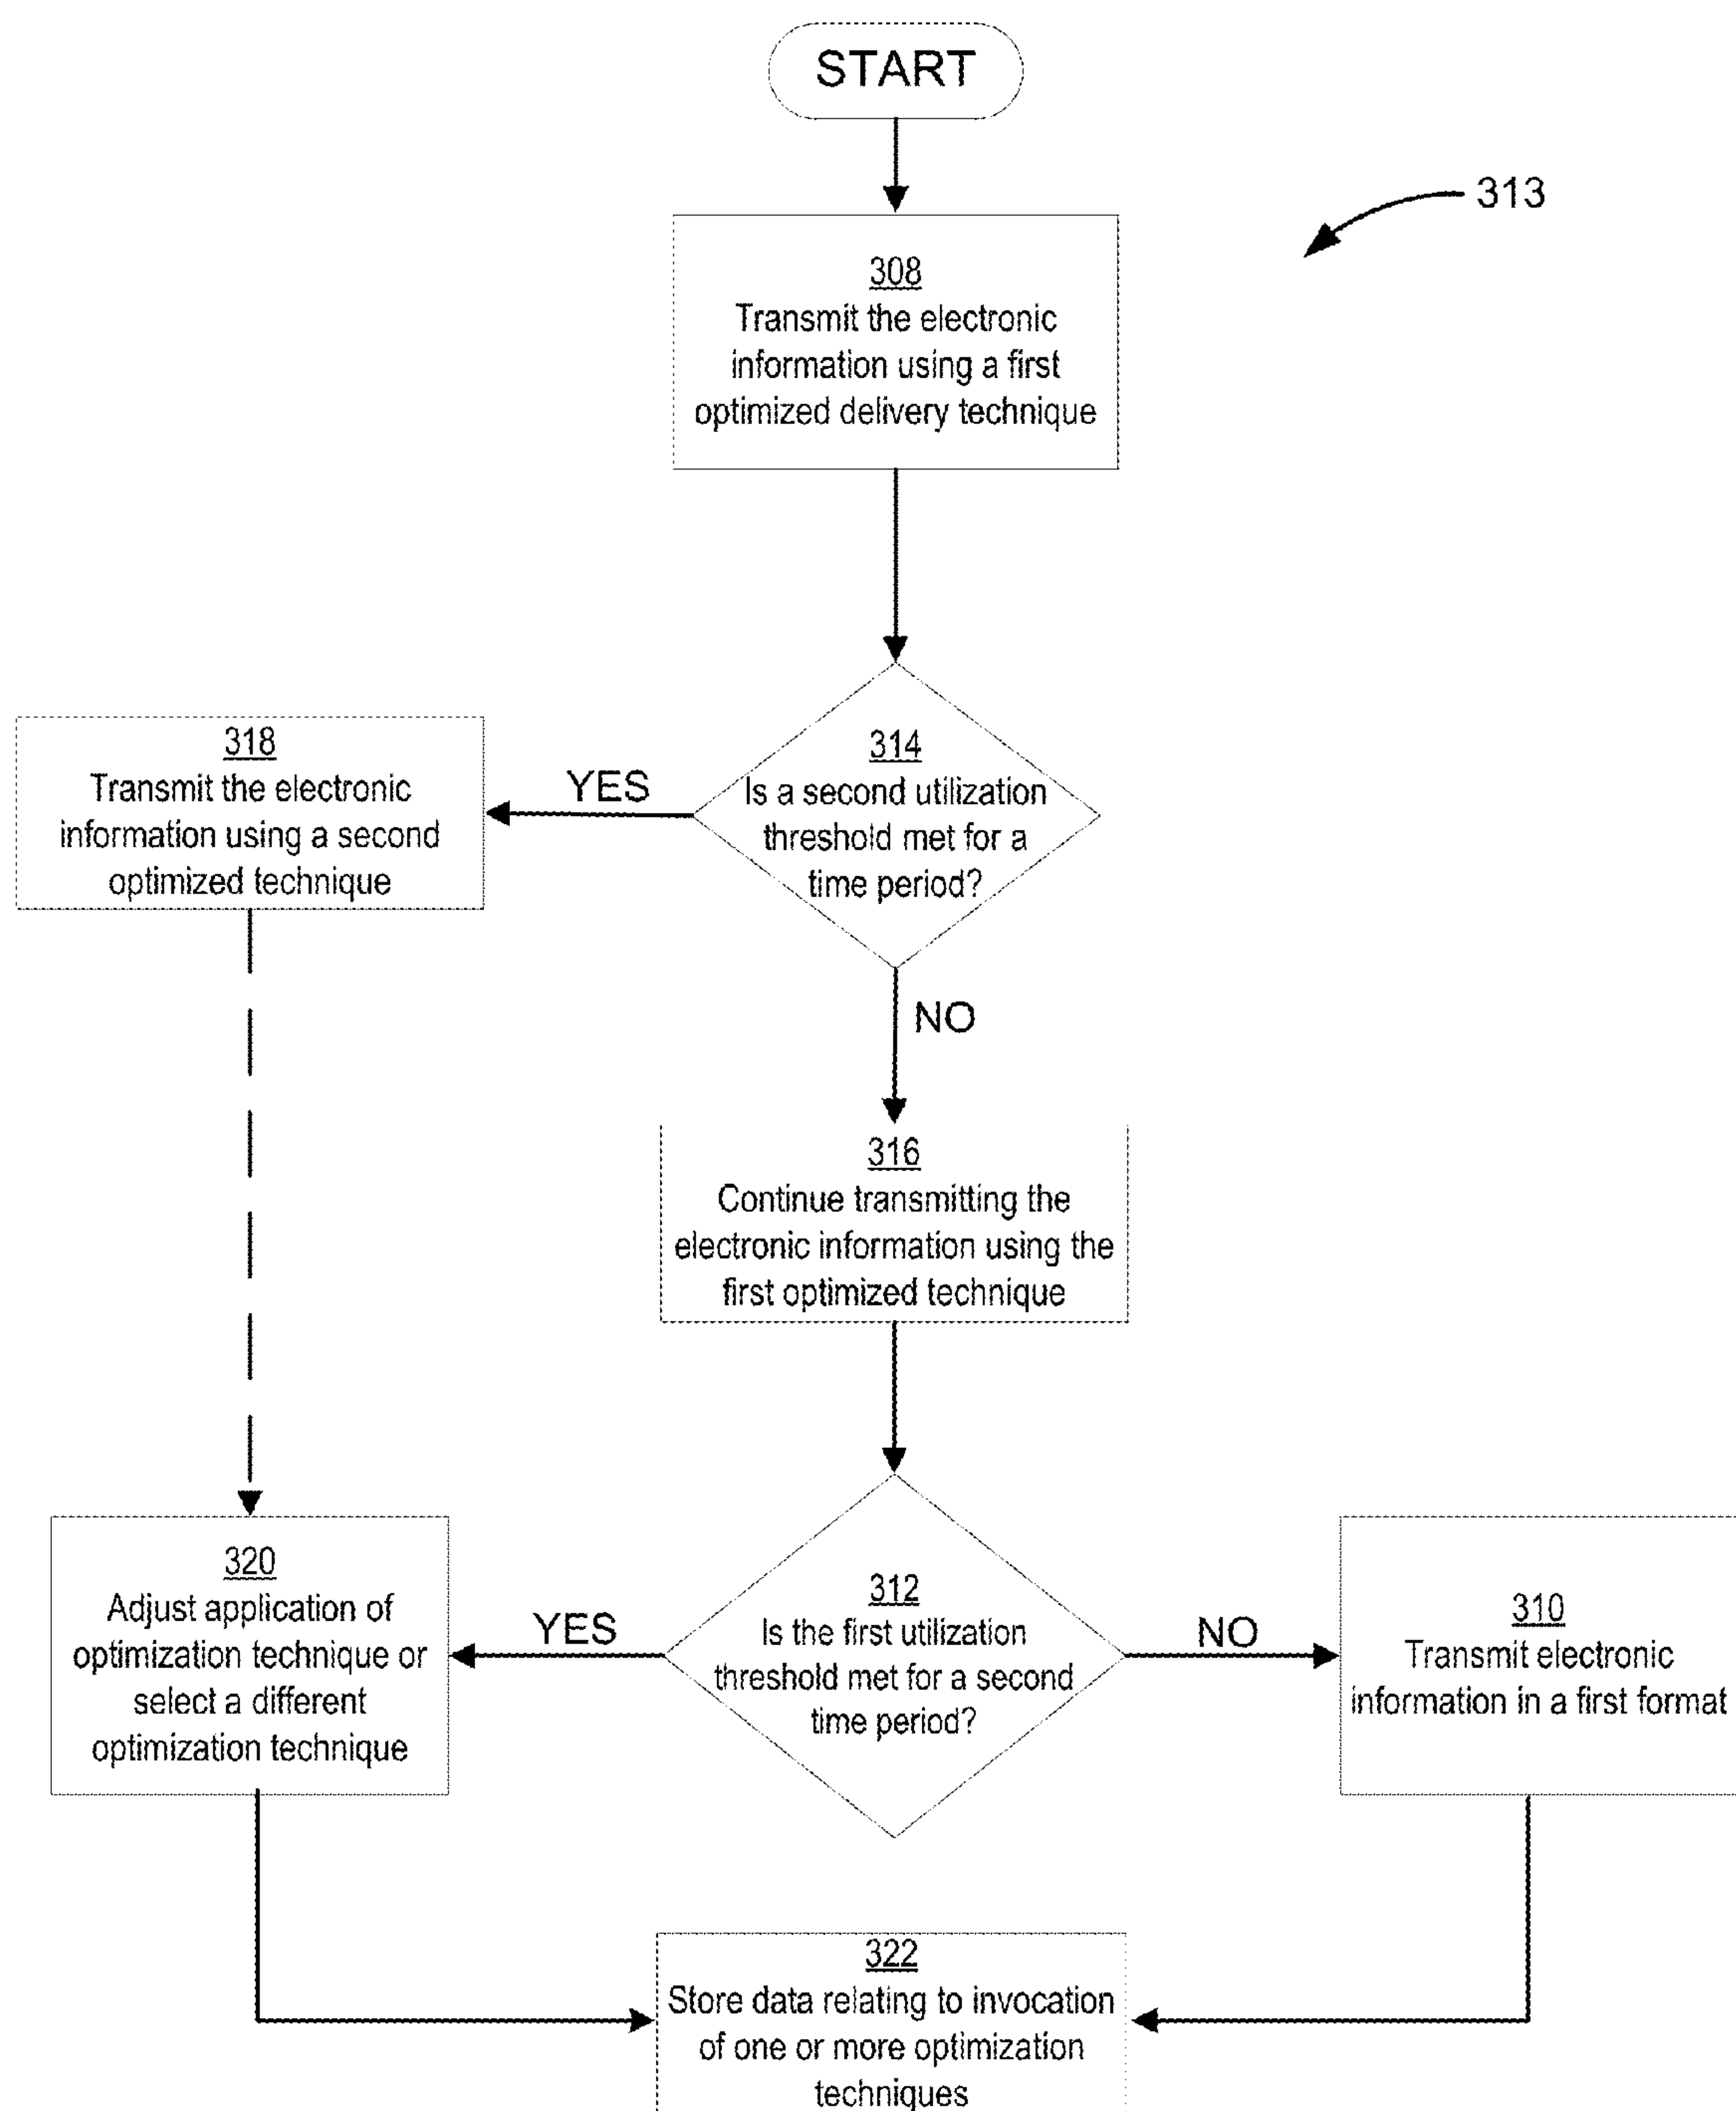 START
313
308
Transmit the electronic
information using a first
optimized delivery technique
314
Is a second utilization
threshold met for a
time period?
YES
318
Transmit the electronic
information using a second
optimized technique
NO
316
Continue transmitting the
electronic information using the
first optimized technique
312
Is the first utilization
threshold met for a second
time period?
YES
NO
320
Adjust application of
optimization technique or
select a different
optimization technique
310
Transmit electronic
information in a first format
322
Store data relating to invocation
of one or more optimization
techniques